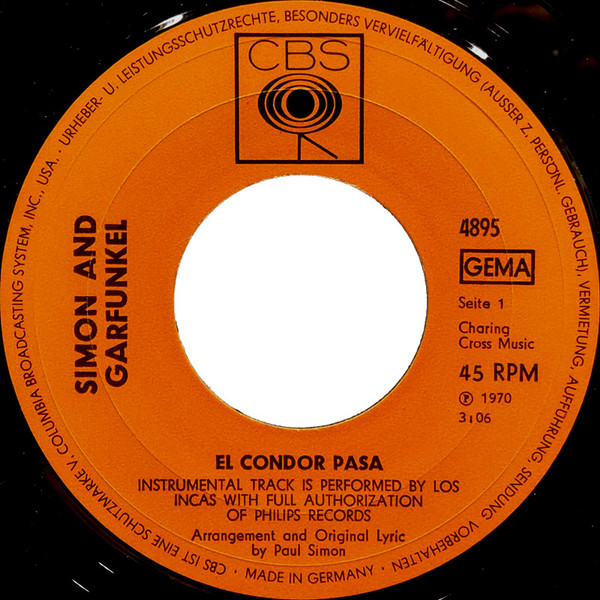 URHEBER- U. LEISTUNGSSCHUTZRECHTE, BESONDERS VERVIELFÄLTIGUNG (AUSSER Z. PERSÖNL. GEBRAUCH), VERMIETUNG, AUFFÜHRUNG, SENDUNG VORBEHALTEN
CBS
SIMON AND
GARFUNKEL
4895
GEMA
Seite 1
Charing
Cross Music
45 RPM
Ⓟ 1970
3:06
EL CONDOR PASA
INSTRUMENTAL TRACK IS PERFORMED BY LOS
INCAS WITH FULL AUTHORIZATION
OF PHILIPS RECORDS
Arrangement and Original Lyric
by Paul Simon
CBS IST EINE SCHUTZMARKE V. COLUMBIA BROADCASTING SYSTEM, INC., USA. ·
· MADE IN GERMANY ·